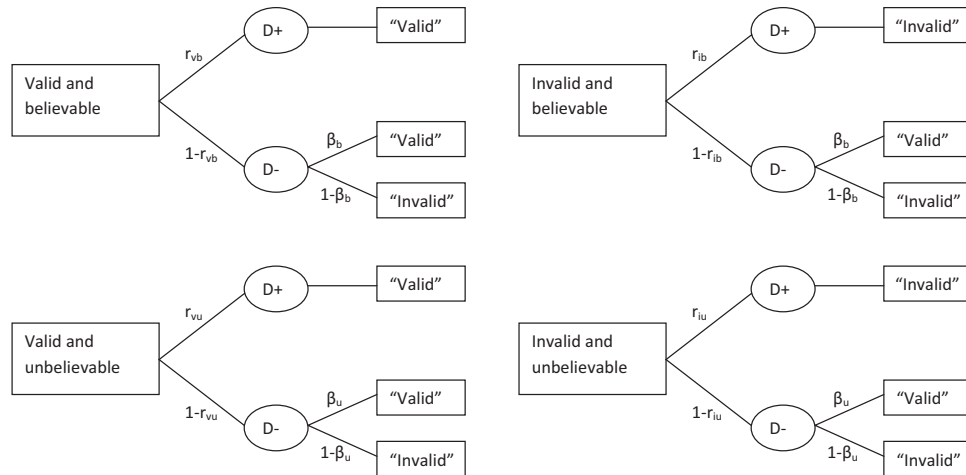 D+
“Valid”
r_vb
Valid and
believable
β_b
“Valid”
1-r_vb
D-
1-β_b
“Invalid”
D+
“Invalid”
r_ib
Invalid and
believable
β_b
“Valid”
1-r_ib
D-
1-β_b
“Invalid”
D+
“Valid”
r_vu
Valid and
unbelievable
β_u
“Valid”
1-r_vu
D-
1-β_u
“Invalid”
D+
“Invalid”
r_iu
Invalid and
unbelievable
β_u
“Valid”
1-r_iu
D-
1-β_u
“Invalid”